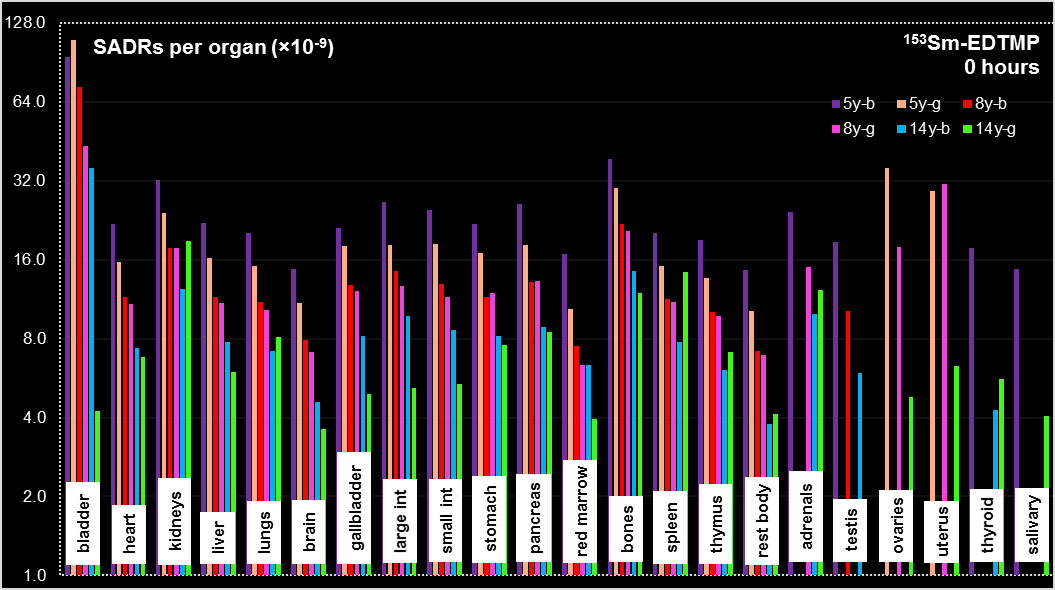 128.0
SADRs per organ (×10⁻⁹)
¹⁵³Sm-EDTMP
0 hours
64.0
5y-b 5y-g 8y-b
8y-g 14y-b 14y-g
32.0
16.0
8.0
4.0
2.0
1.0
bladder
heart
kidneys
liver
lungs
brain
gallbladder
large int
small int
stomach
pancreas
red marrow
bones
spleen
thymus
rest body
adrenals
testis
ovaries
uterus
thyroid
salivary